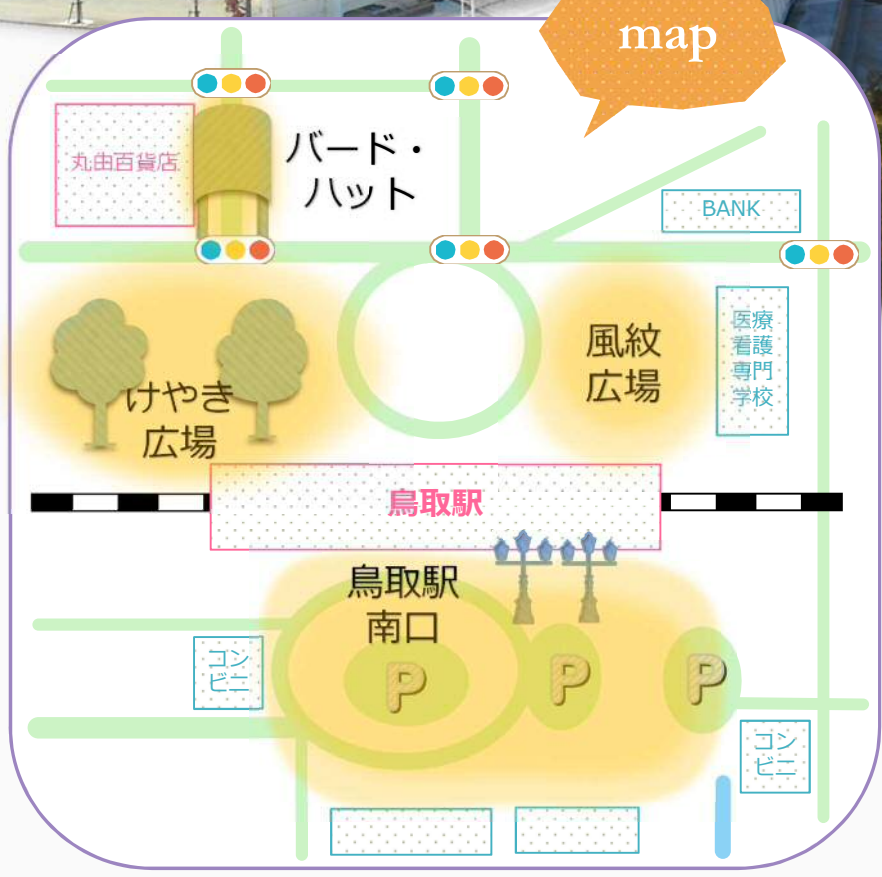 map
丸由百貨店
バード・
ハット
BANK
けやき
広場
風紋
広場
医療
看護
専門
学校
鳥取駅
鳥取駅
南口
コン
ビニ
P
P
P
コン
ビニ